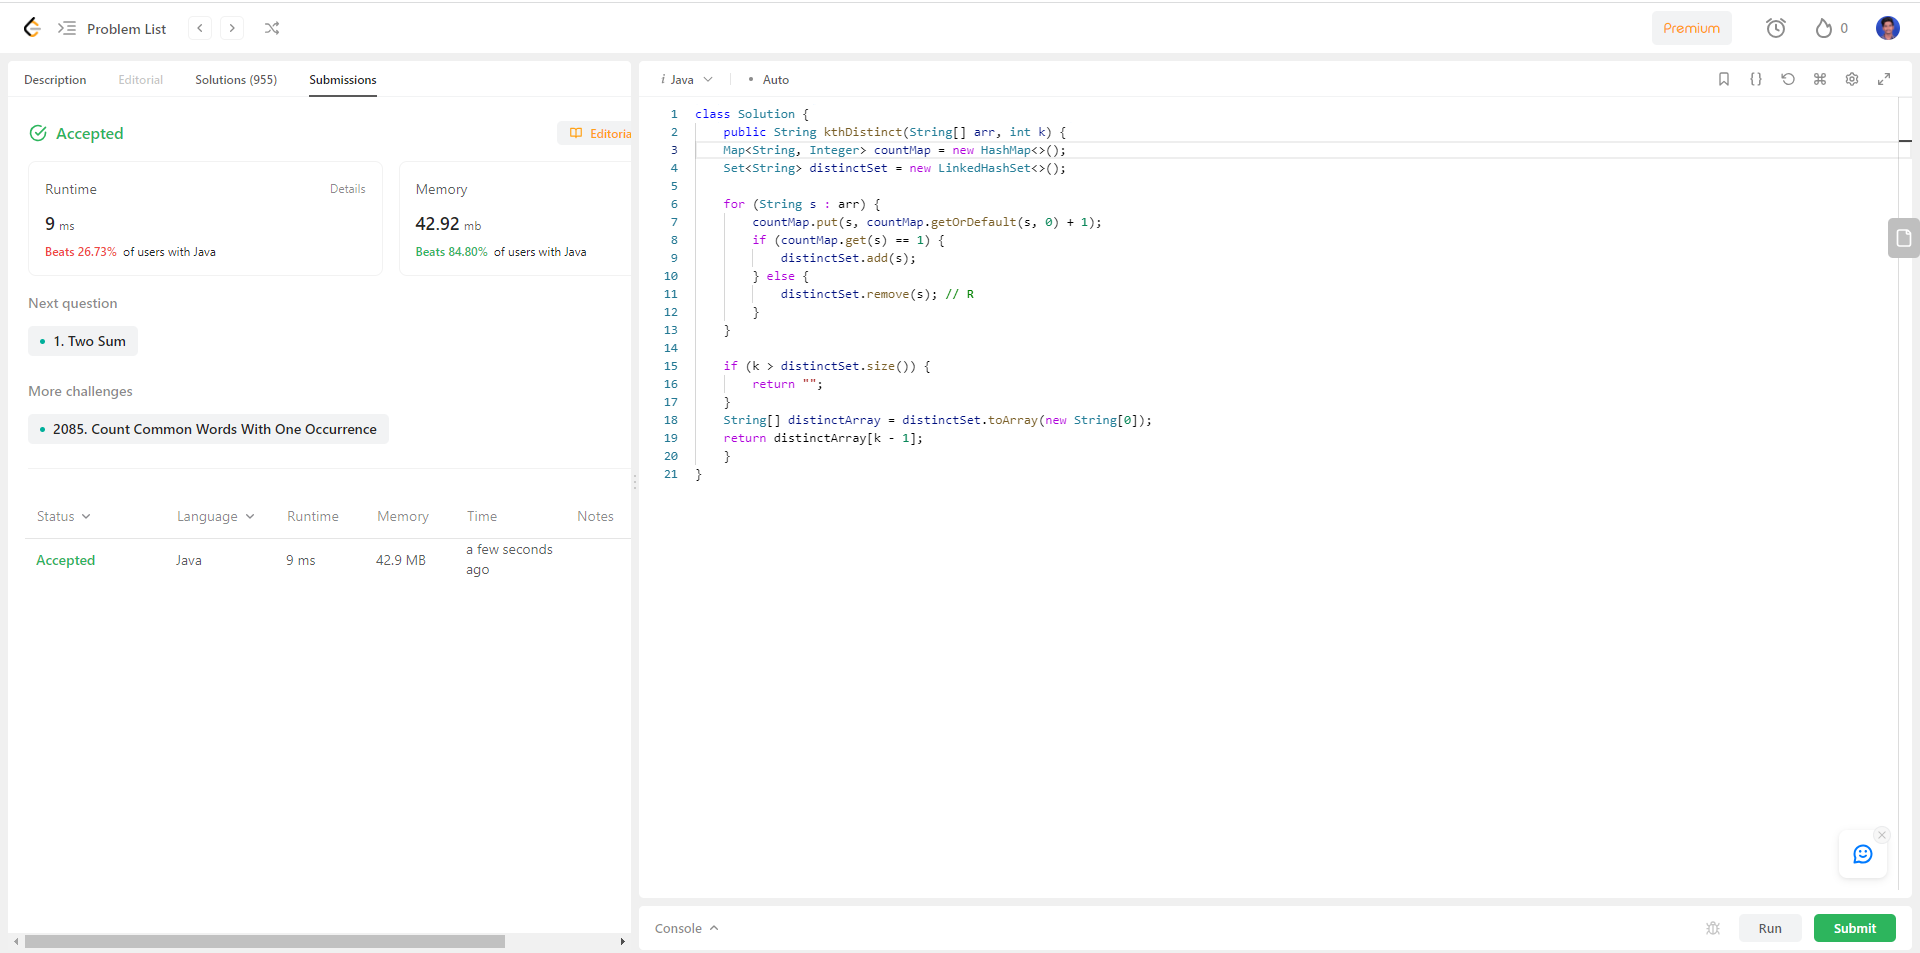 Problem List
Premium
0
Description Editorial Solutions (955) Submissions
Accepted
Editoria
Runtime Details
9 ms
Beats 26.73% of users with Java
Memory
42.92 mb
Beats 84.80% of users with Java
Next question
1. Two Sum
More challenges
2085. Count Common Words With One Occurrence
Status Language Runtime Memory Time Notes
Accepted Java 9 ms 42.9 MB a few seconds
ago
i Java • Auto
1 class Solution {
2     public String kthDistinct(String[] arr, int k) {
3     Map<String, Integer> countMap = new HashMap<>();
4     Set<String> distinctSet = new LinkedHashSet<>();
5
6     for (String s : arr) {
7         countMap.put(s, countMap.getOrDefault(s, 0) + 1);
8         if (countMap.get(s) == 1) {
9             distinctSet.add(s);
10         } else {
11             distinctSet.remove(s); // R
12         }
13     }
14
15     if (k > distinctSet.size()) {
16         return "";
17     }
18     String[] distinctArray = distinctSet.toArray(new String[0]);
19     return distinctArray[k - 1];
20     }
21 }
Console
Run
Submit